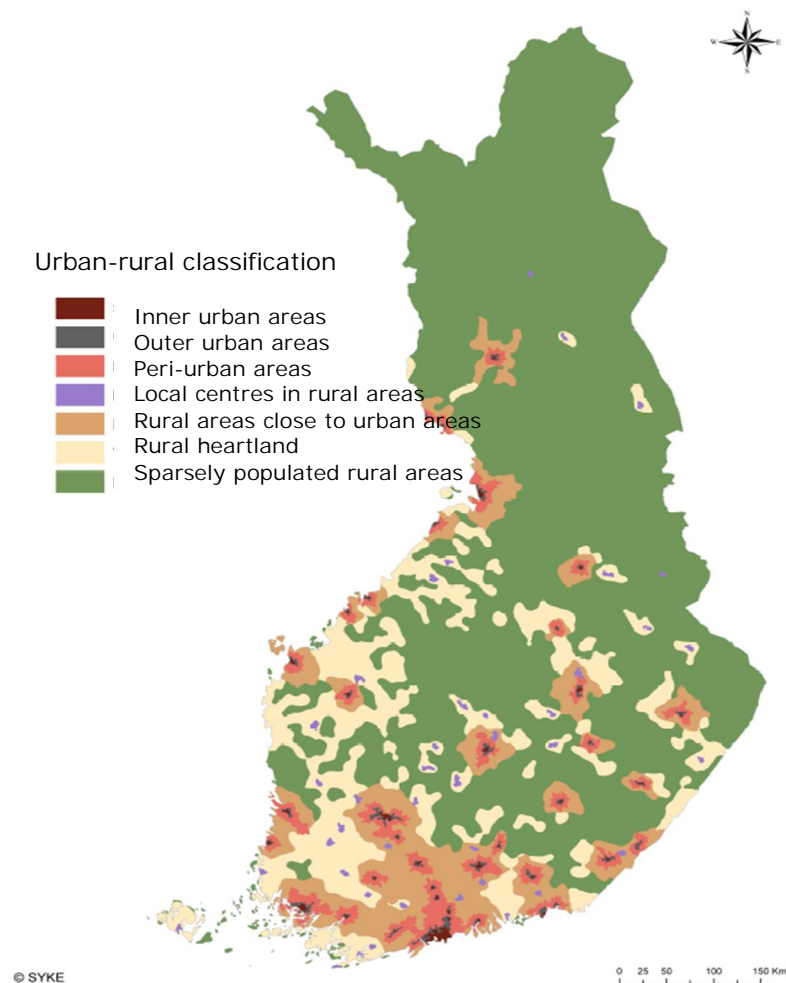 N
W E
S
Urban-rural classification
Inner urban areas
Outer urban areas
Peri-urban areas
Local centres in rural areas
Rural areas close to urban areas
Rural heartland
Sparsely populated rural areas
© SYKE
0 25 50 100 150 Km